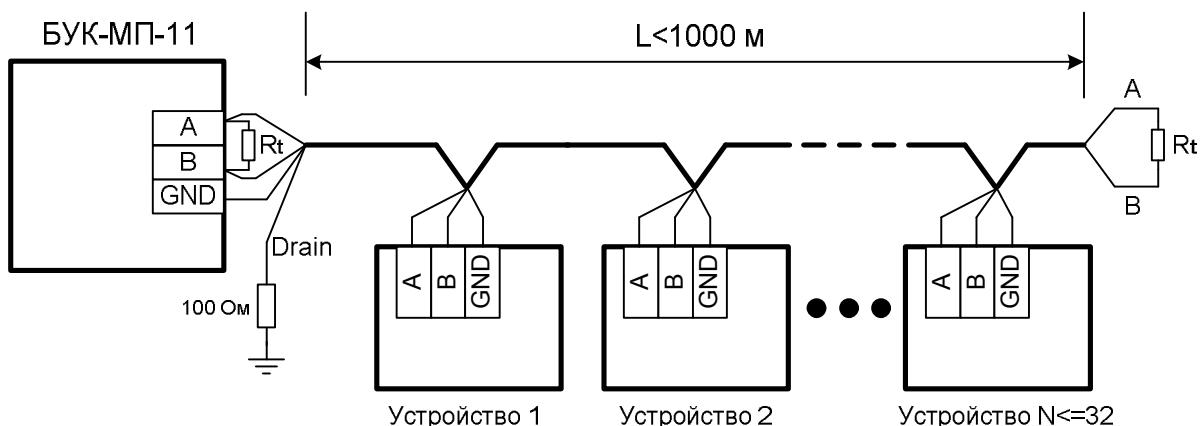 БУК-МП-11
L<1000 м
A
B
GND
Rt
A
B
Rt
Drain
100 Ом
A
B
GND
A
B
GND
A
B
GND
Устройство 1
Устройство 2
Устройство N<=32